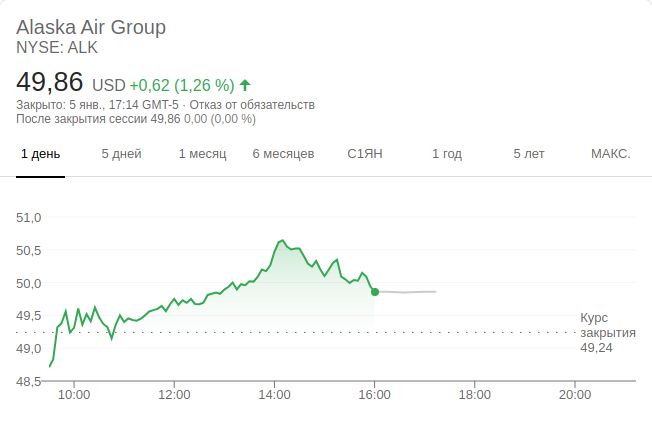 Alaska Air Group
NYSE: ALK
49,86 USD +0,62 (1,26 %)
Закрыто: 5 янв., 17:14 GMT-5 · Отказ от обязательств
После закрытия сессии 49,86 0,00 (0,00 %)
1 день 5 дней 1 месяц 6 месяцев С1ЯН 1 год 5 лет МАКС.
51,0
50,5
50,0
49,5
Курс
закрытия
49,24
49,0
48,5
10:00 12:00 14:00 16:00 18:00 20:00